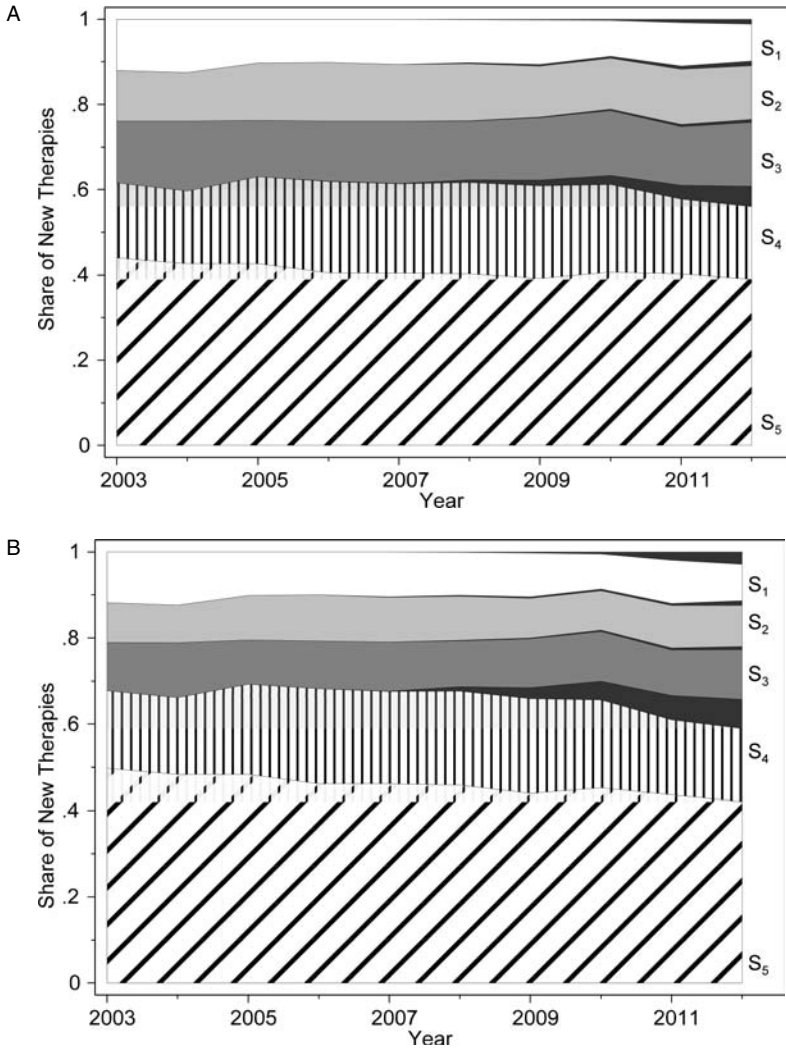 A
Share of New Therapies
1
.8
.6
.4
.2
0
S1
S2
S3
S4
S5
2003 2005 2007 2009 2011
Year
B
Share of New Therapies
1
.8
.6
.4
.2
0
S1
S2
S3
S4
S5
2003 2005 2007 2009 2011
Year